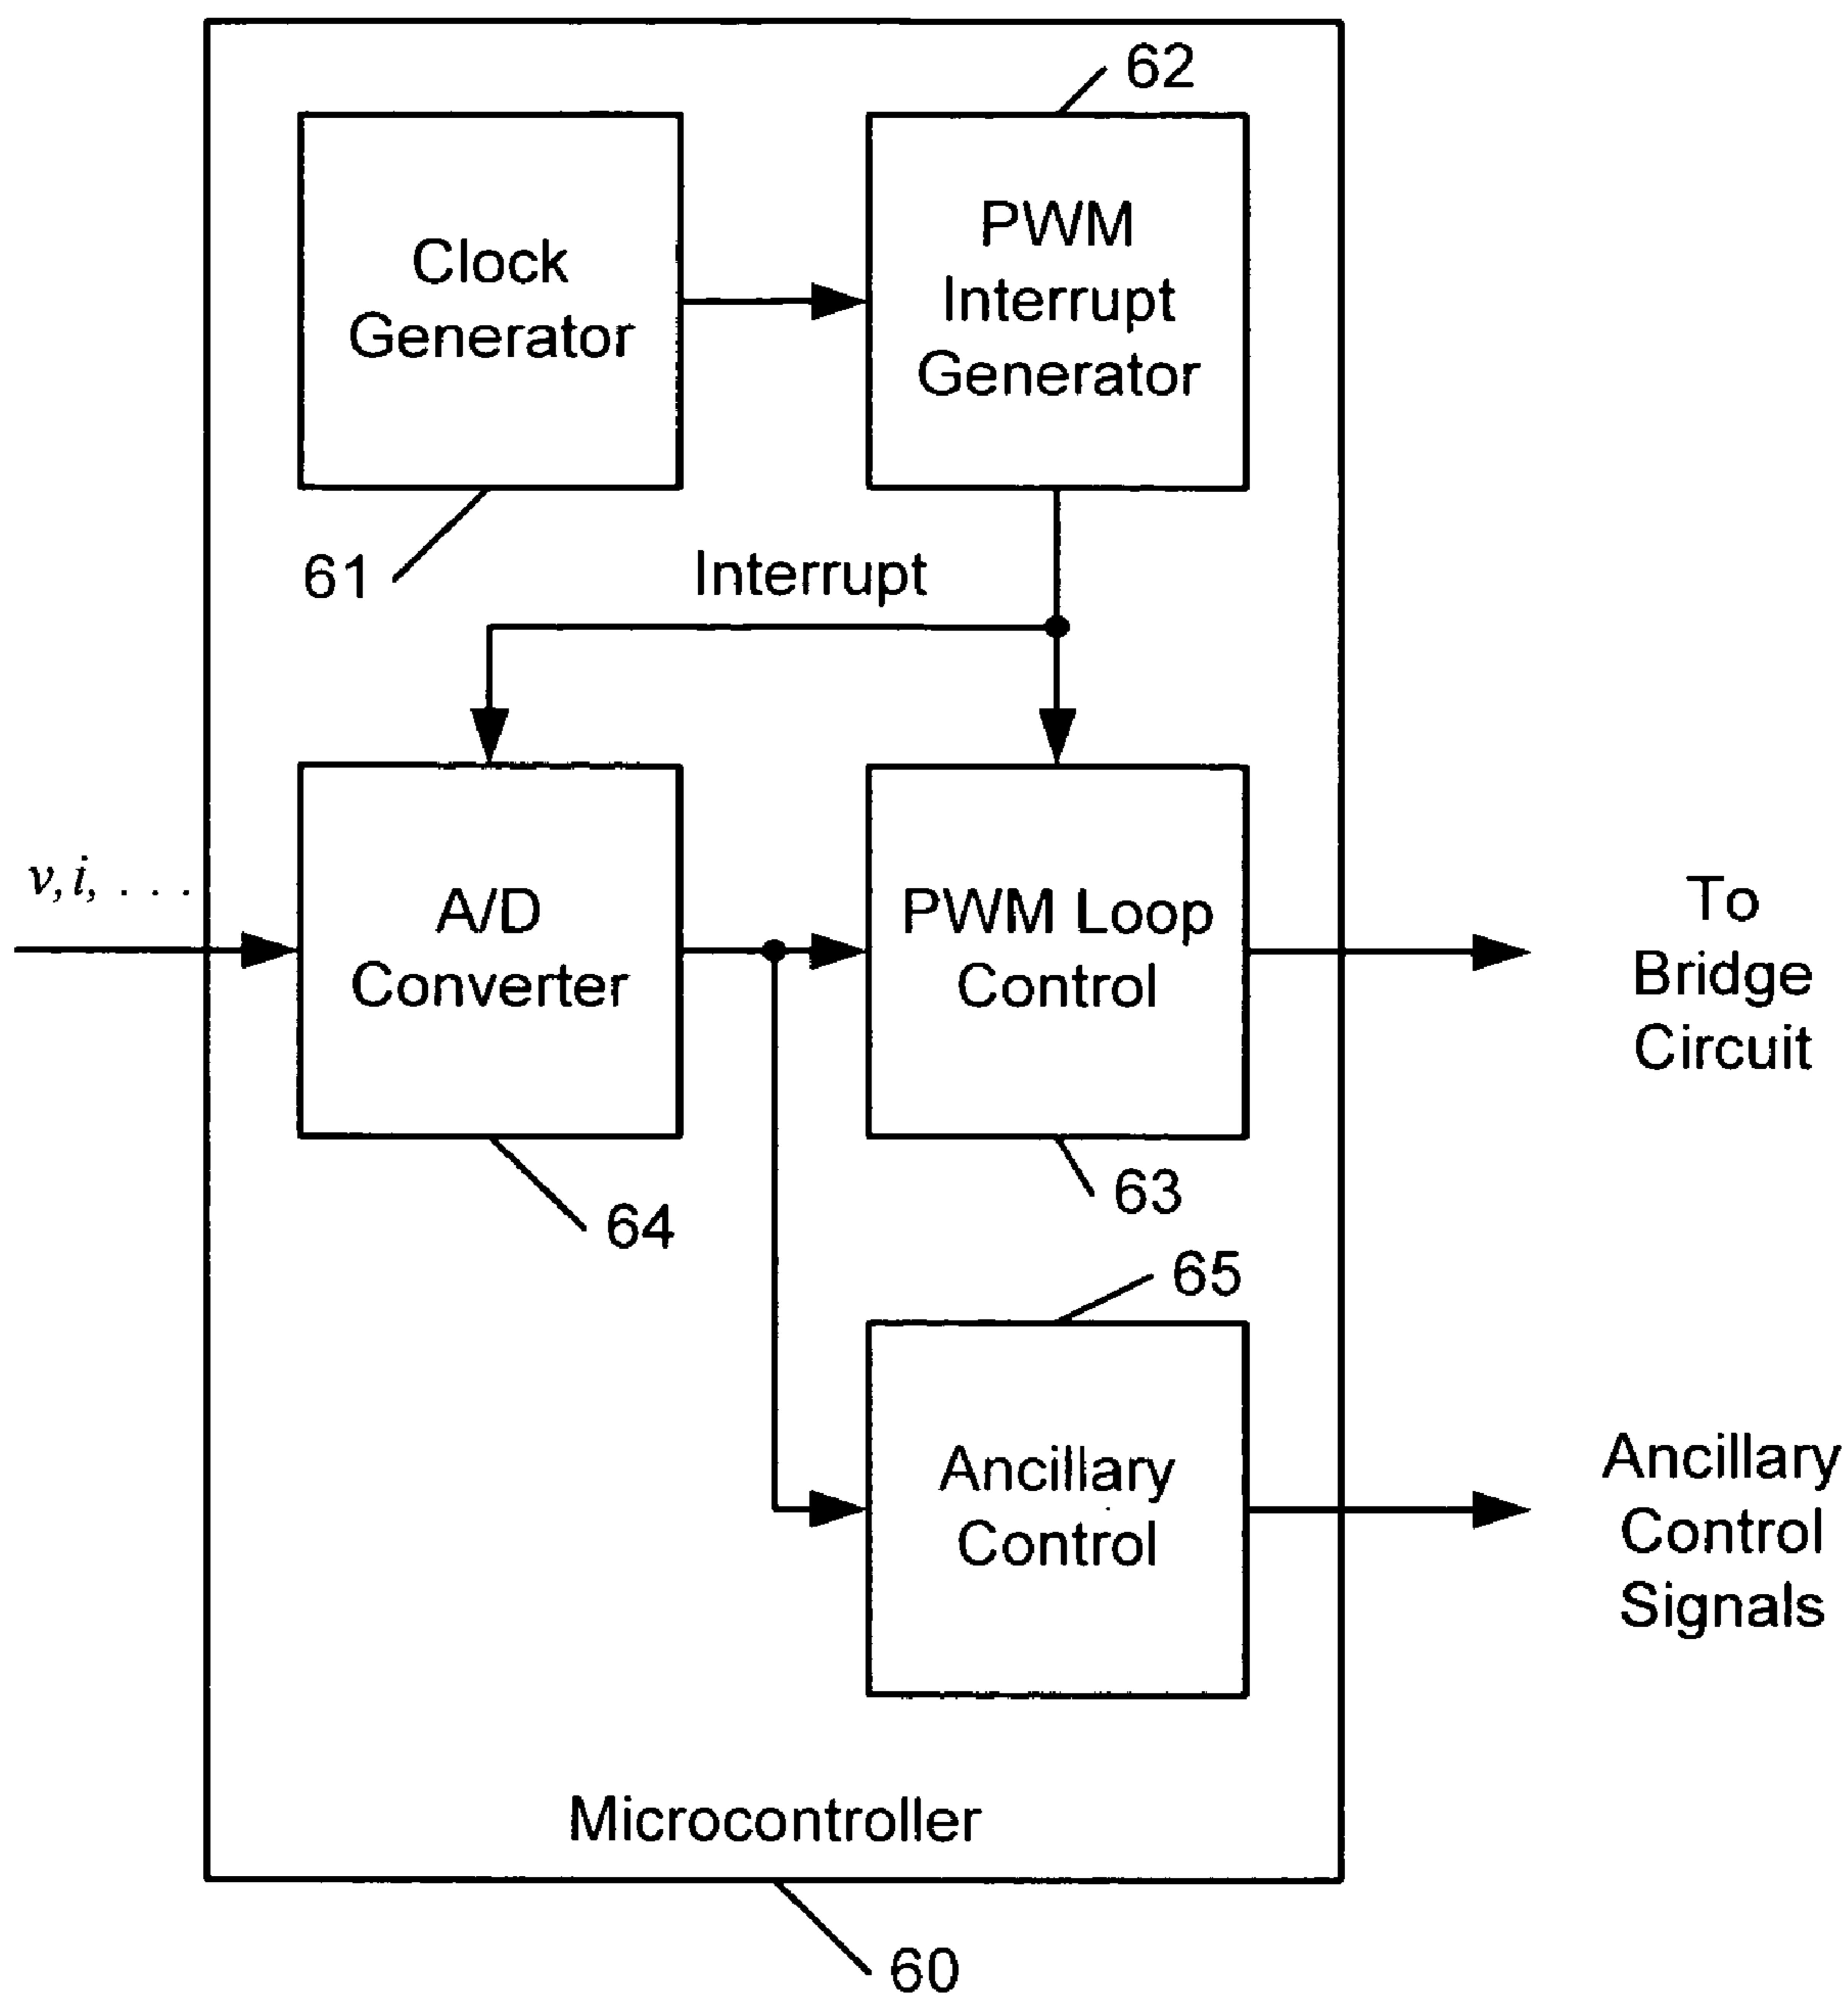 62
Clock
Generator
PWM
Interrupt
Generator
61
Interrupt
v, i, . . .
A/D
Converter
PWM Loop
Control
To
Bridge
Circuit
64
63
65
Ancillary
Control
Ancillary
Control
Signals
Microcontroller
60